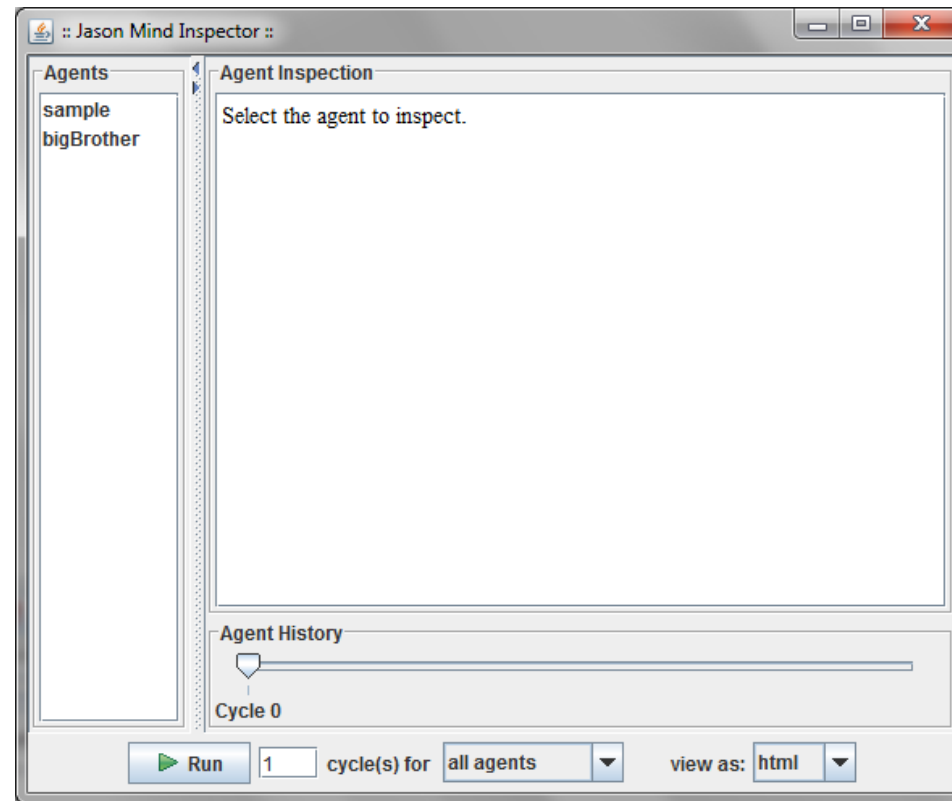 :: Jason Mind Inspector ::
Agents
sample
bigBrother
Agent Inspection
Select the agent to inspect.
Agent History
Cycle 0
Run 1 cycle(s) for all agents view as: html